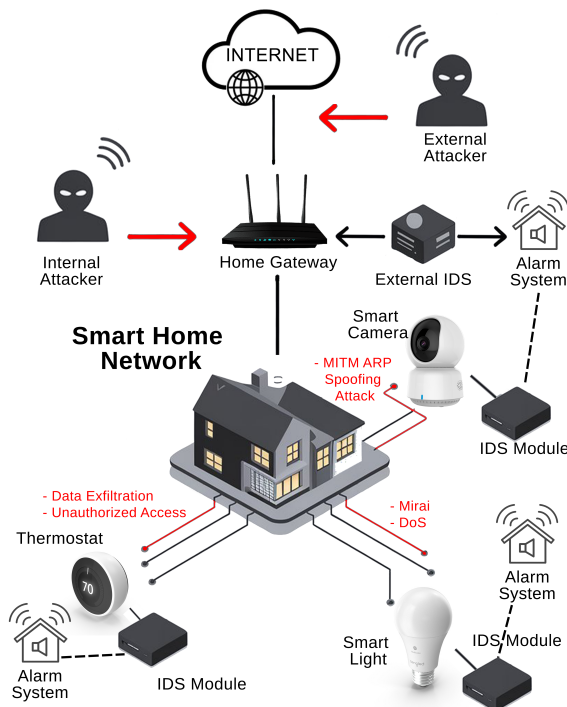 INTERNET
External
Attacker
Internal
Attacker
Home Gateway
External IDS
Alarm
System
Smart Home
Network
Smart
Camera
- MITM ARP
Spoofing
Attack
IDS Module
- Data Exfiltration
- Unauthorized Access
- Mirai
- DoS
Thermostat
70
Alarm
System
IDS Module
Smart
Light
Alarm
System
IDS Module